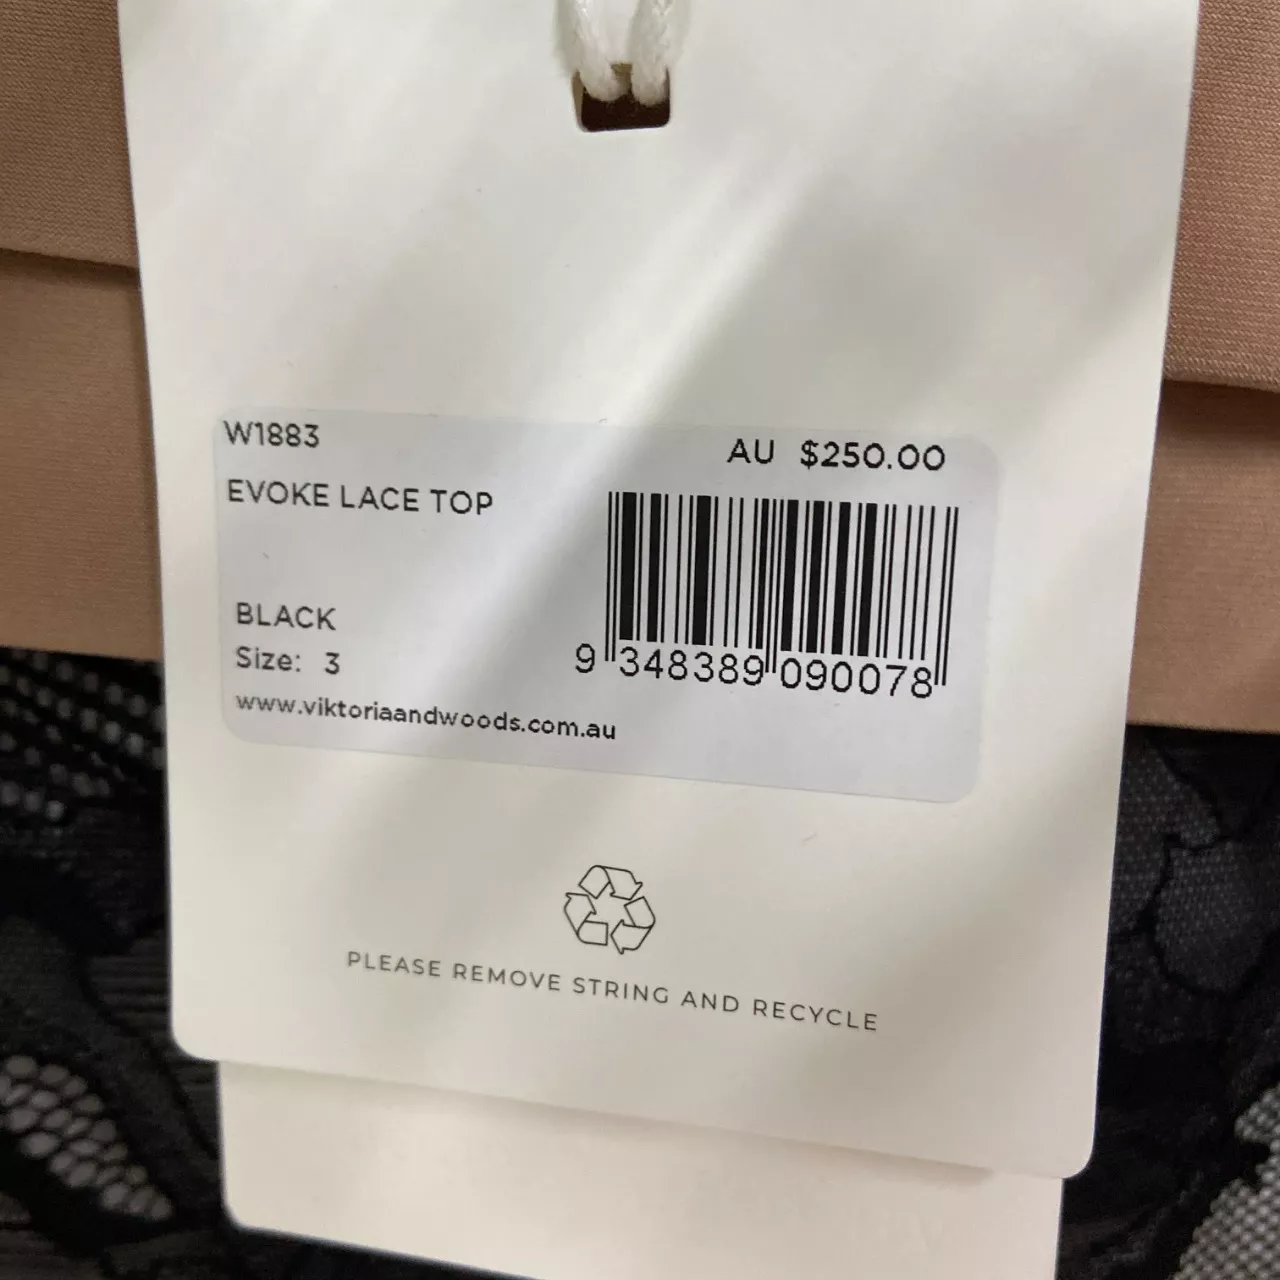 W1883
AU $250.00
EVOKE LACE TOP
BLACK
Size: 3
9 348389 090078
www.viktoriaandwoods.com.au
PLEASE REMOVE STRING AND RECYCLE